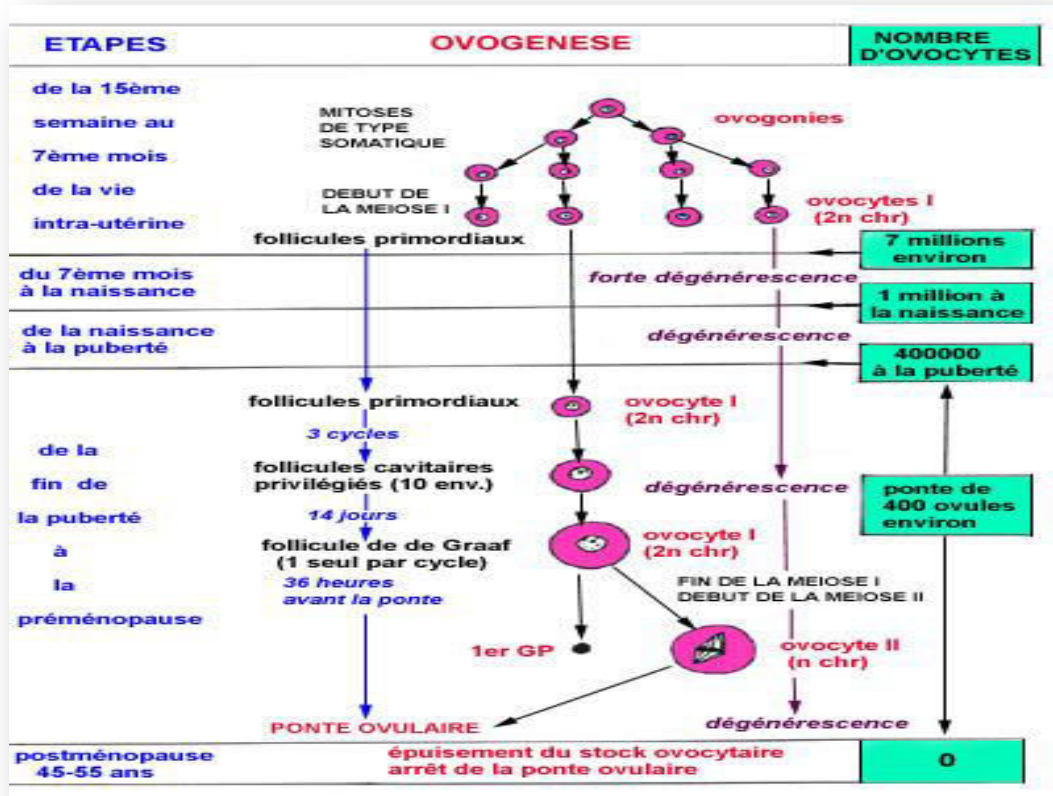 ETAPES
OVOGENESE
NOMBRE
D'OVOCYTES
de la 15ème
semaine au
7ème mois
de la vie
intra-utérine
MITOSES
DE TYPE
SOMATIQUE
ovogonies
DEBUT DE
LA MEIOSE I
ovocytes I
(2n chr)
follicules primordiaux
7 millions
environ
du 7ème mois
à la naissance
forte dégénérescence
1 million à
la naissance
de la naissance
à la puberté
dégénérescence
400000
à la puberté
follicules primordiaux
ovocyte I
(2n chr)
3 cycles
de la
fin de
la puberté
à
la
préménopause
follicules cavitaires
privilégiés (10 env.)
dégénérescence
ponte de
400 ovules
environ
14 jours
follicule de de Graaf
(1 seul par cycle)
ovocyte I
(2n chr)
36 heures
avant la ponte
FIN DE LA MEIOSE I
DEBUT DE LA MEIOSE II
1er GP
ovocyte II
(n chr)
PONTE OVULAIRE
dégénérescence
postménopause
45-55 ans
épuisement du stock ovocytaire
arrêt de la ponte ovulaire
0